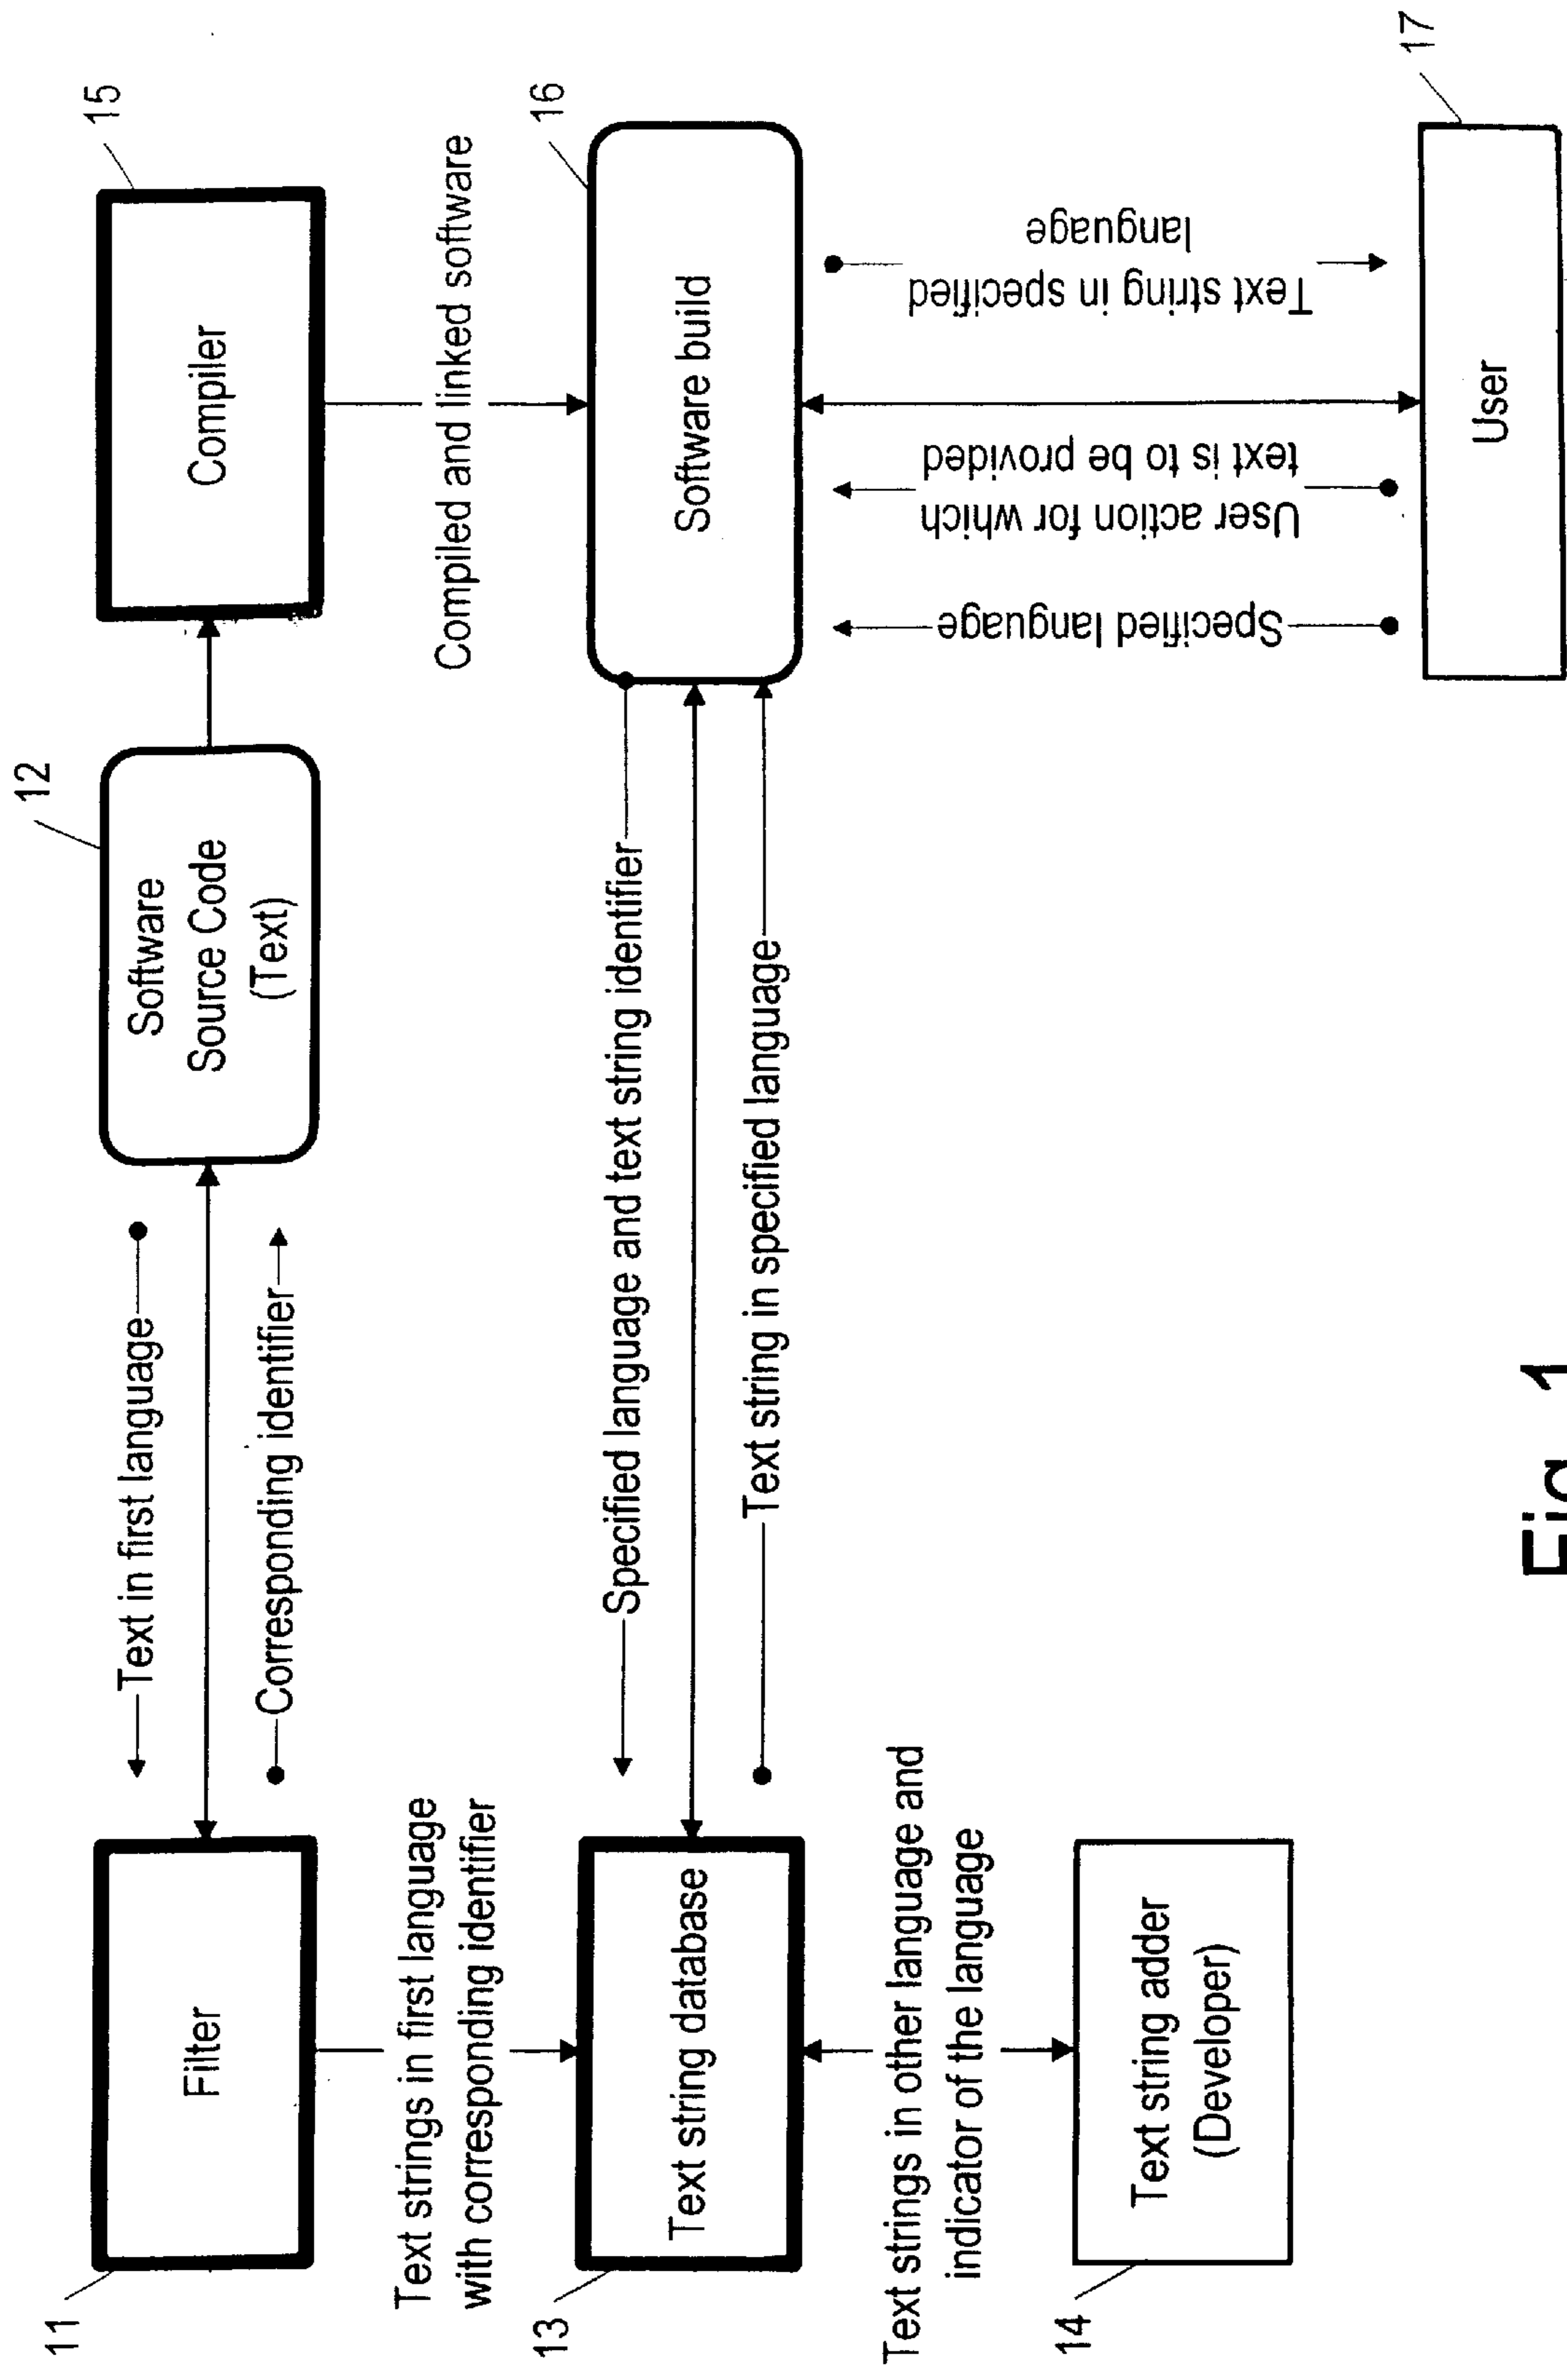 11
Filter
Text in first language
Corresponding identifier
12
Software
Source Code
(Text)
15
Compiler
Text strings in first language
with corresponding identifier
Compiled and linked software
13
Text string database
Specified language and text string identifier
Text string in specified language
16
Software build
Text strings in other language and
indicator of the language
Specified language
User action for which
text is to be provided
Text string in specified
language
14
Text string adder
(Developer)
17
User
Fig. 1